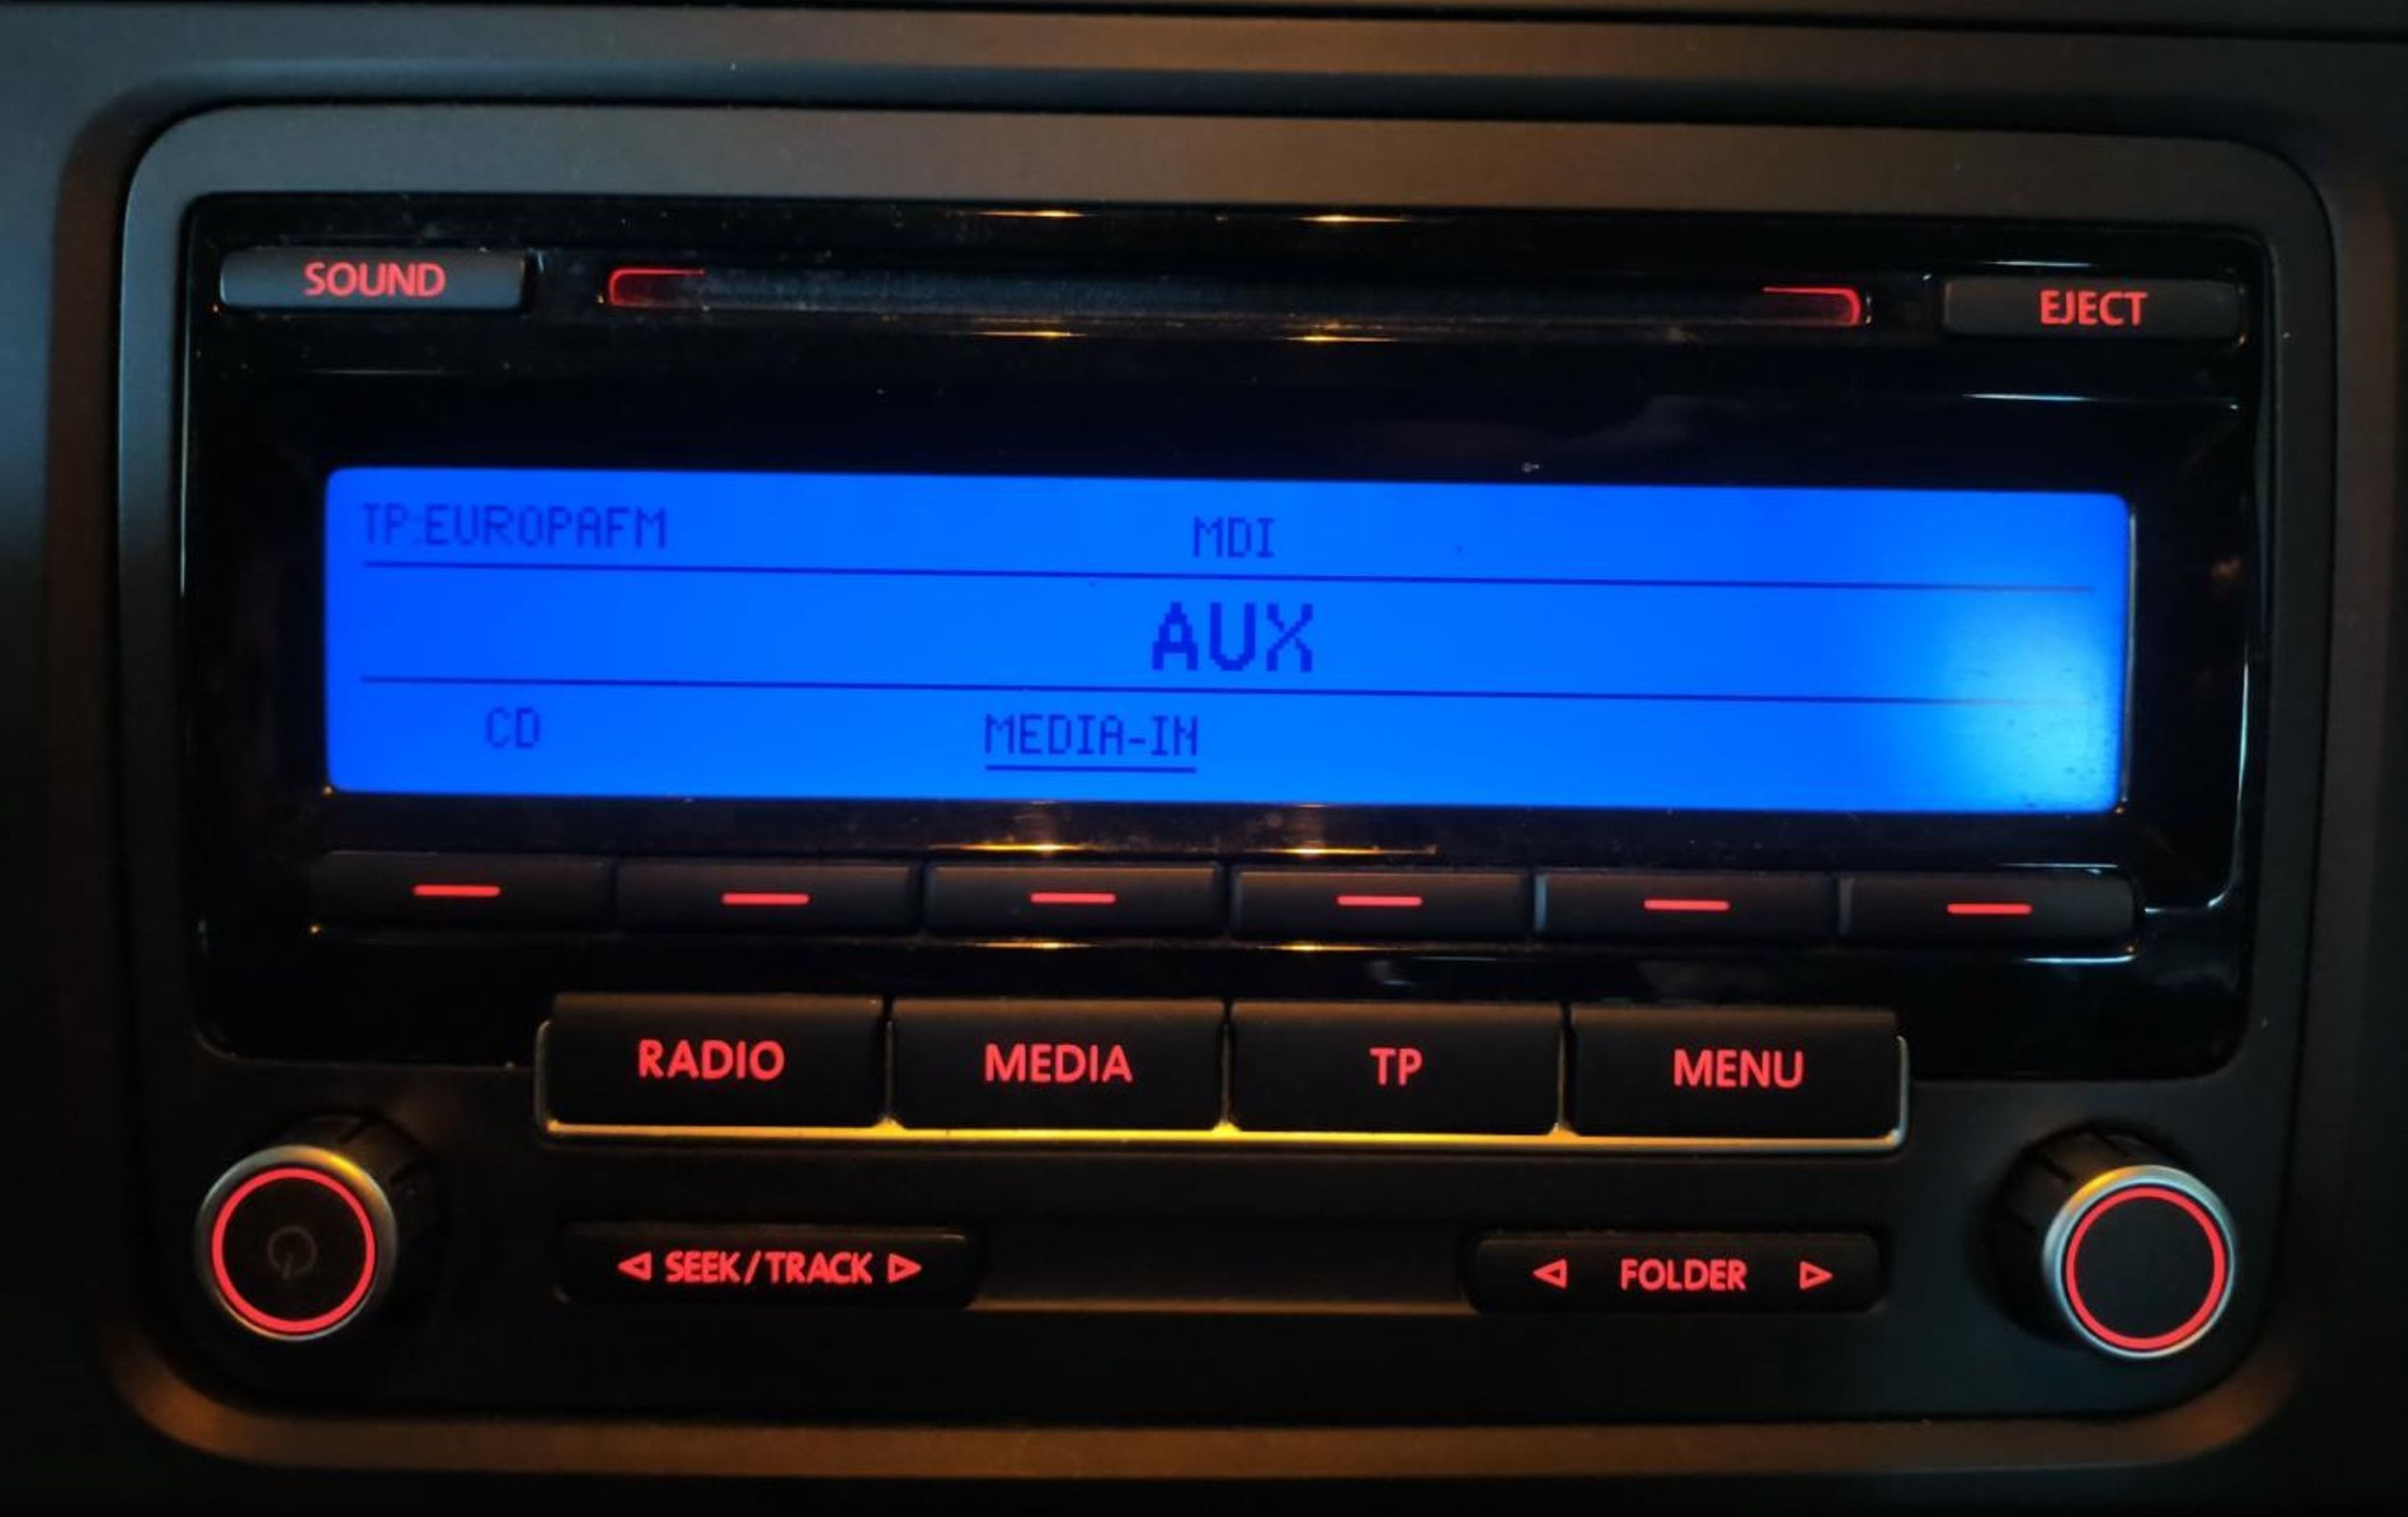 SOUND
EJECT
TP:EUROPAFM MDI
AUX
CD MEDIA-IN
RADIO MEDIA TP MENU
SEEK/TRACK FOLDER